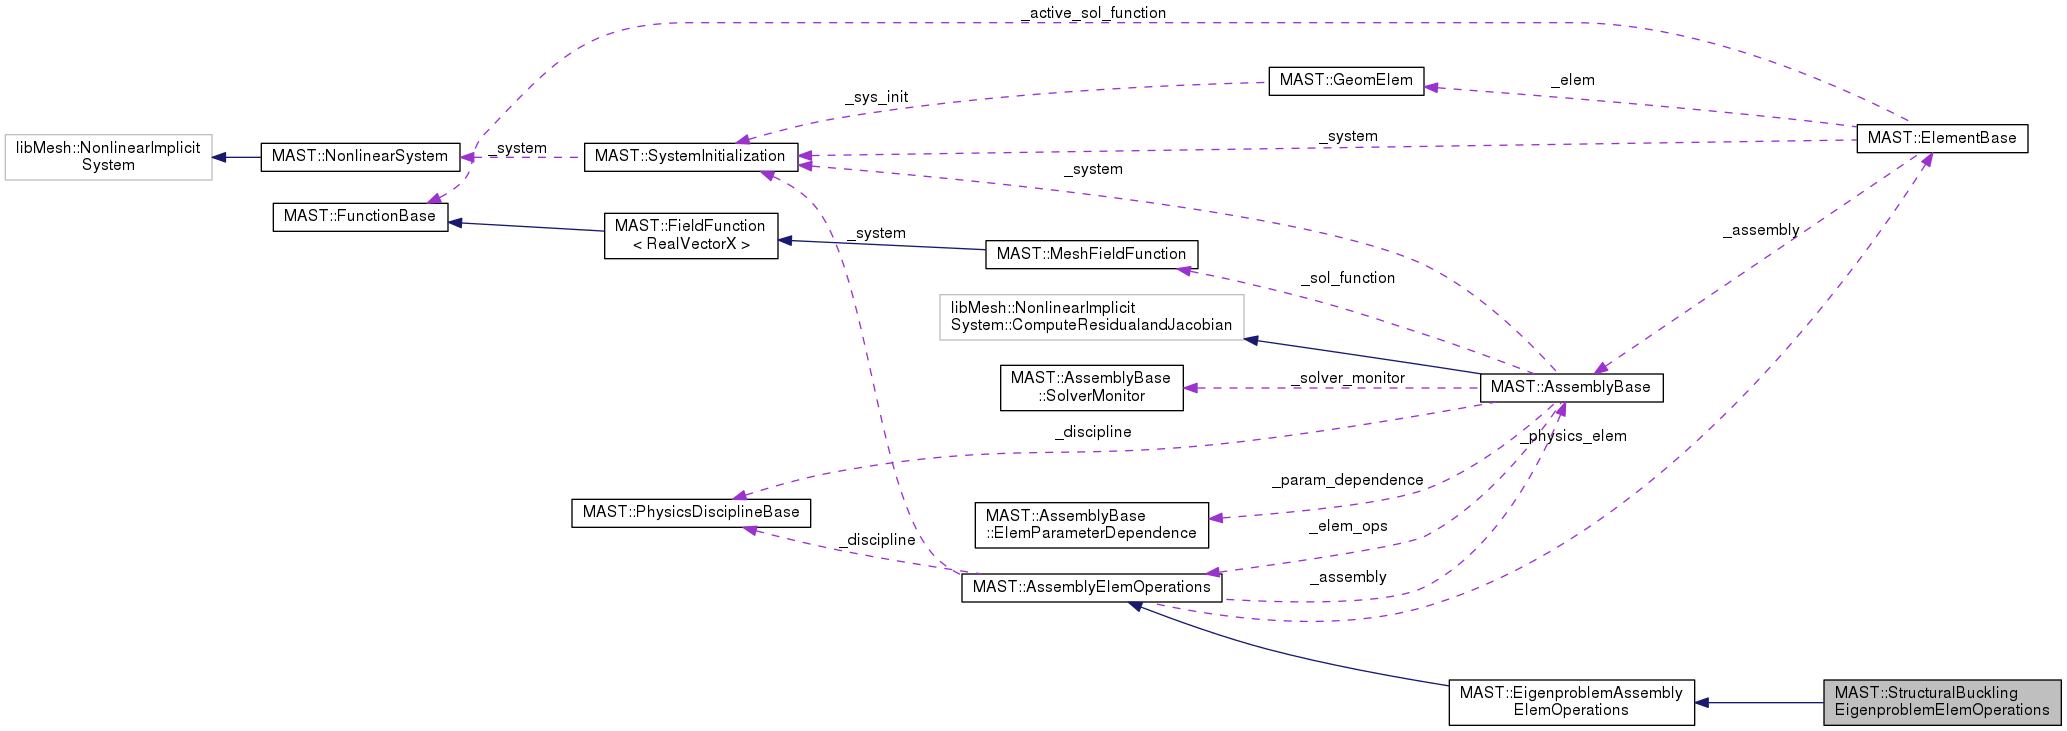 _active_sol_function
MAST::GeomElem
_elem
_sys_init
MAST::ElementBase
_system
libMesh::NonlinearImplicit
System
MAST::NonlinearSystem
_system
MAST::SystemInitialization
_system
MAST::FunctionBase
MAST::FieldFunction
< RealVectorX >
_system
MAST::MeshFieldFunction
_assembly
_sol_function
libMesh::NonlinearImplicit
System::ComputeResidualandJacobian
MAST::AssemblyBase
::SolverMonitor
_solver_monitor
MAST::AssemblyBase
_discipline
_physics_elem
_param_dependence
MAST::PhysicsDisciplineBase
MAST::AssemblyBase
::ElemParameterDependence
_elem_ops
_discipline
_assembly
MAST::AssemblyElemOperations
MAST::EigenproblemAssembly
ElemOperations
MAST::StructuralBuckling
EigenproblemElemOperations